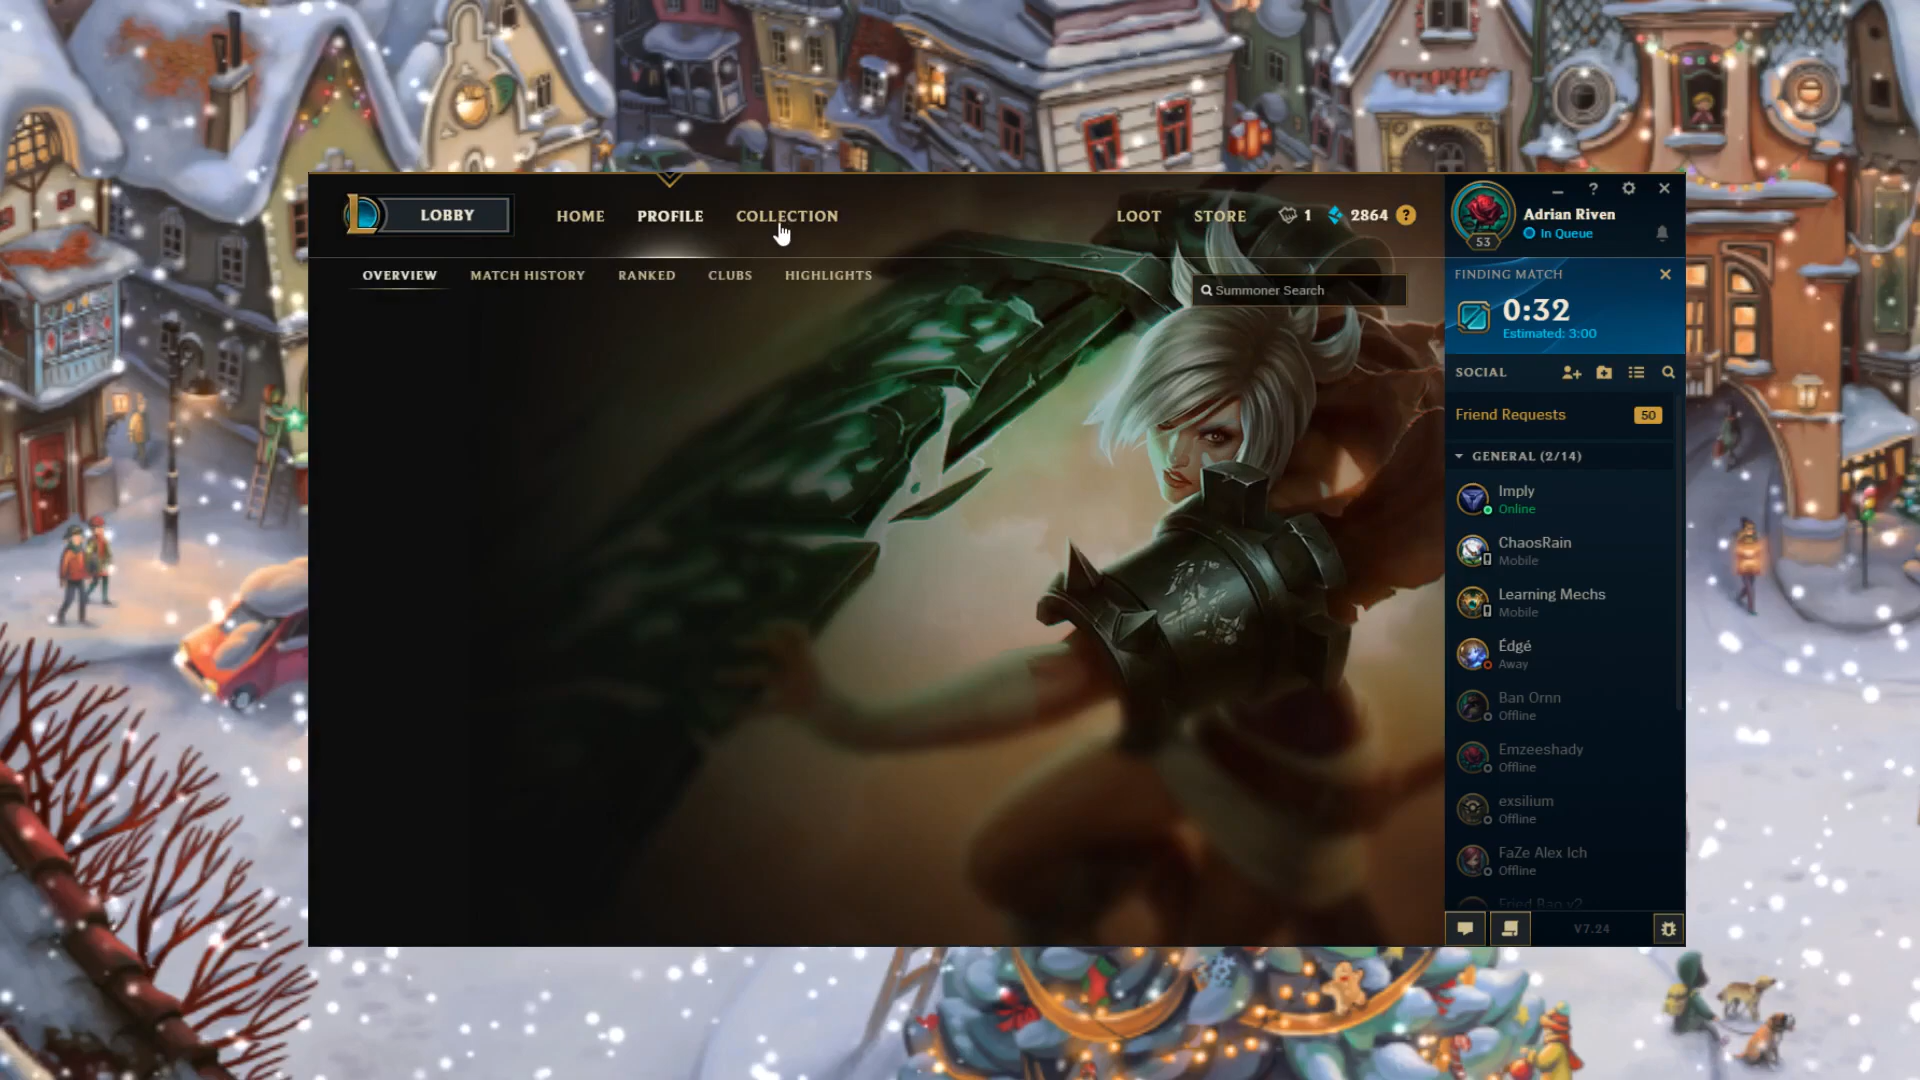 LOBBY
HOME
PROFILE
COLLECTION
LOOT
STORE
1
2864
?
?
53
Adrian Riven
In Queue
OVERVIEW
MATCH HISTORY
RANKED
CLUBS
HIGHLIGHTS
Summoner Search
FINDING MATCH
0:32
Estimated: 3:00
SOCIAL
Friend Requests
50
GENERAL (2/14)
Imply
Online
ChaosRain
Mobile
Learning Mechs
Mobile
Édgé
Away
Ban Ornn
Offline
Emzeeshady
Offline
exsilium
Offline
FaZe Alex Ich
Offline
Fried Bao v2
V7.24